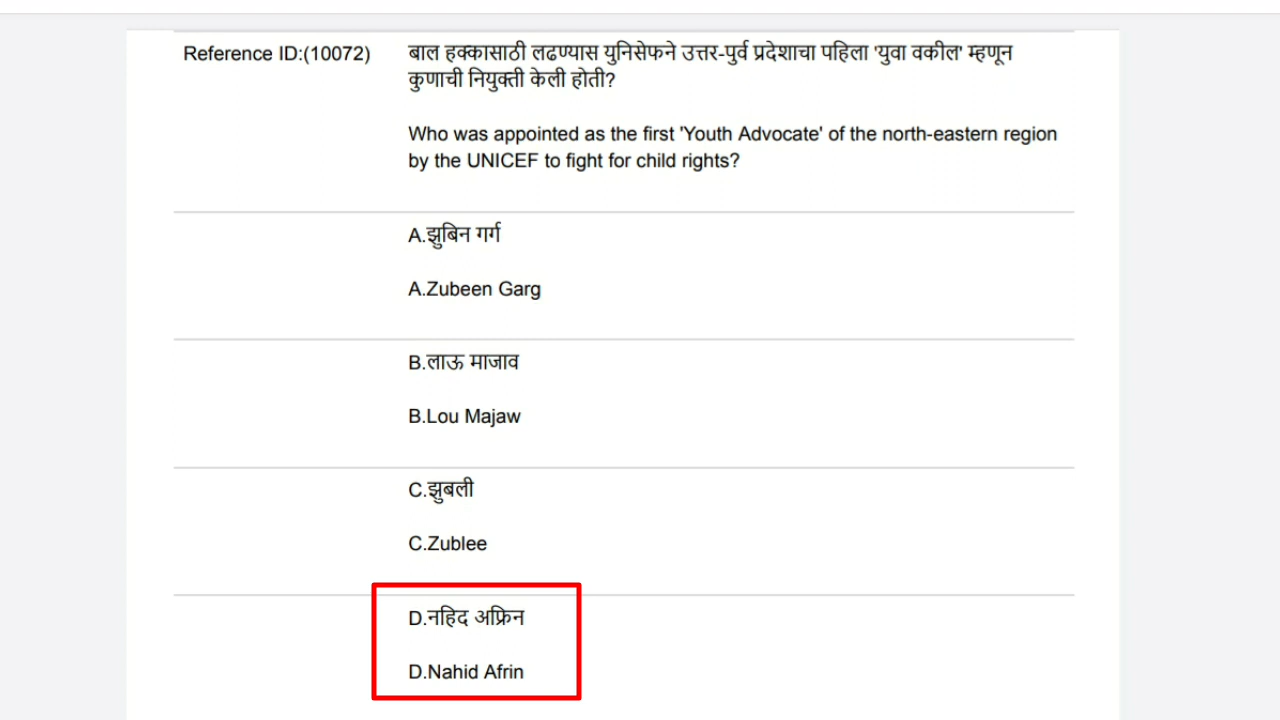 Reference ID:(10072)
बाल हक्कासाठी लढण्यास युनिसेफने उत्तर-पुर्व प्रदेशाचा पहिला 'युवा वकील' म्हणून
कुणाची नियुक्ती केली होती?
Who was appointed as the first 'Youth Advocate' of the north-eastern region
by the UNICEF to fight for child rights?
A.झुबिन गर्ग
A.Zubeen Garg
B.लाऊ माजाव
B.Lou Majaw
C.झुबली
C.Zublee
D.नहिद अफ्रिन
D.Nahid Afrin